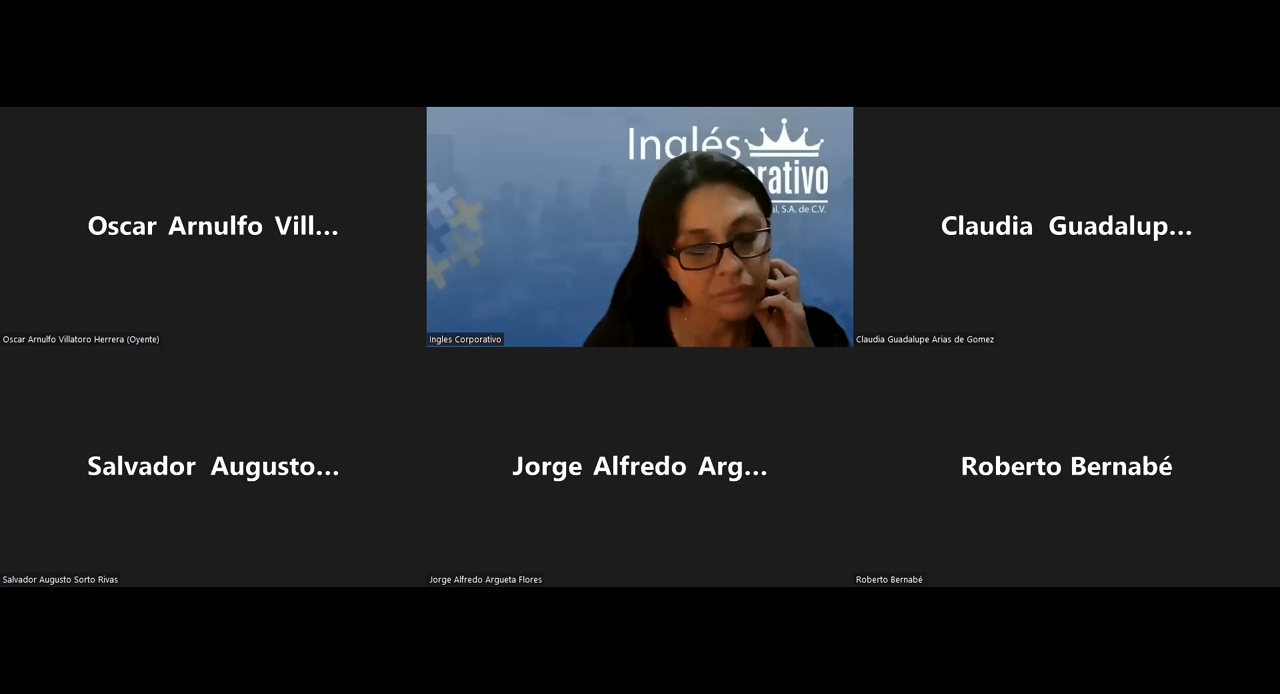 Oscar Arnulfo Vill...
Oscar Arnulfo Villatoro Herrera (Oyente)
Inglés
orativo
al, S.A. de C.V.
Ingles Corporativo
Claudia Guadalup...
Claudia Guadalupe Arias de Gomez
Salvador Augusto...
Salvador Augusto Sorto Rivas
Jorge Alfredo Arg...
Jorge Alfredo Argueta Flores
Roberto Bernabé
Roberto Bernabé